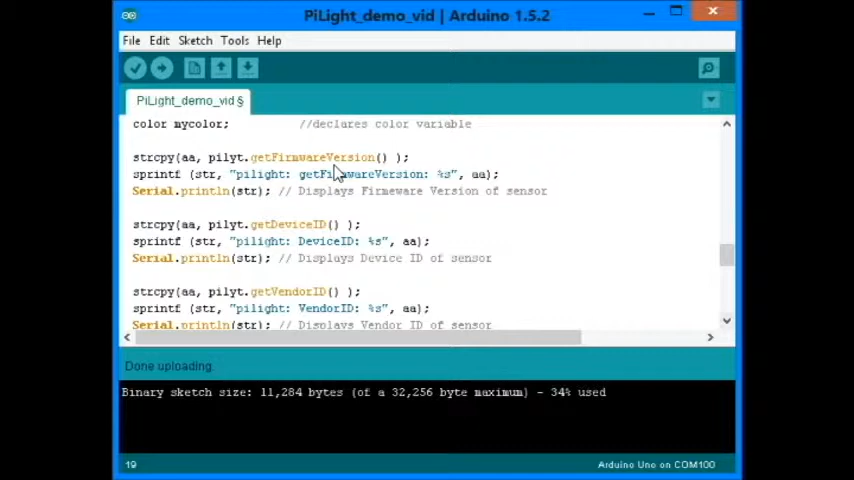 PiLight_demo_vid | Arduino 1.5.2
File Edit Sketch Tools Help
PiLight_demo_vid §
color mycolor; //declares color variable
strcpy(aa, pilyt.getFirmwareVersion() );
sprintf (str, "pilight: getFirmwareVersion: %s", aa);
Serial.println(str); // Displays Firmeware Version of sensor
strcpy(aa, pilyt.getDeviceID() );
sprintf (str, "pilight: DeviceID: %s", aa);
Serial.println(str); // Displays Device ID of sensor
strcpy(aa, pilyt.getVendorID() );
sprintf (str, "pilight: VendorID: %s", aa);
Serial.println(str); // Displays Vendor ID of sensor
Done uploading.
Binary sketch size: 11,284 bytes (of a 32,256 byte maximum) - 34% used
19 Arduino Uno on COM100